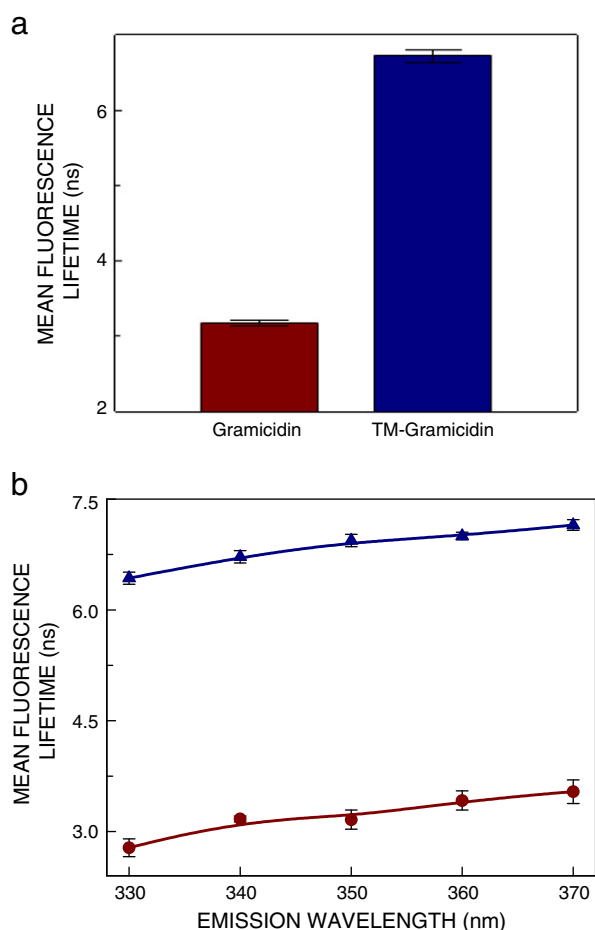 a
MEAN FLUORESCENCE
LIFETIME (ns)
6
4
2
Gramicidin TM-Gramicidin
b
MEAN FLUORESCENCE
LIFETIME (ns)
7.5
6.0
4.5
3.0
330 340 350 360 370
EMISSION WAVELENGTH (nm)